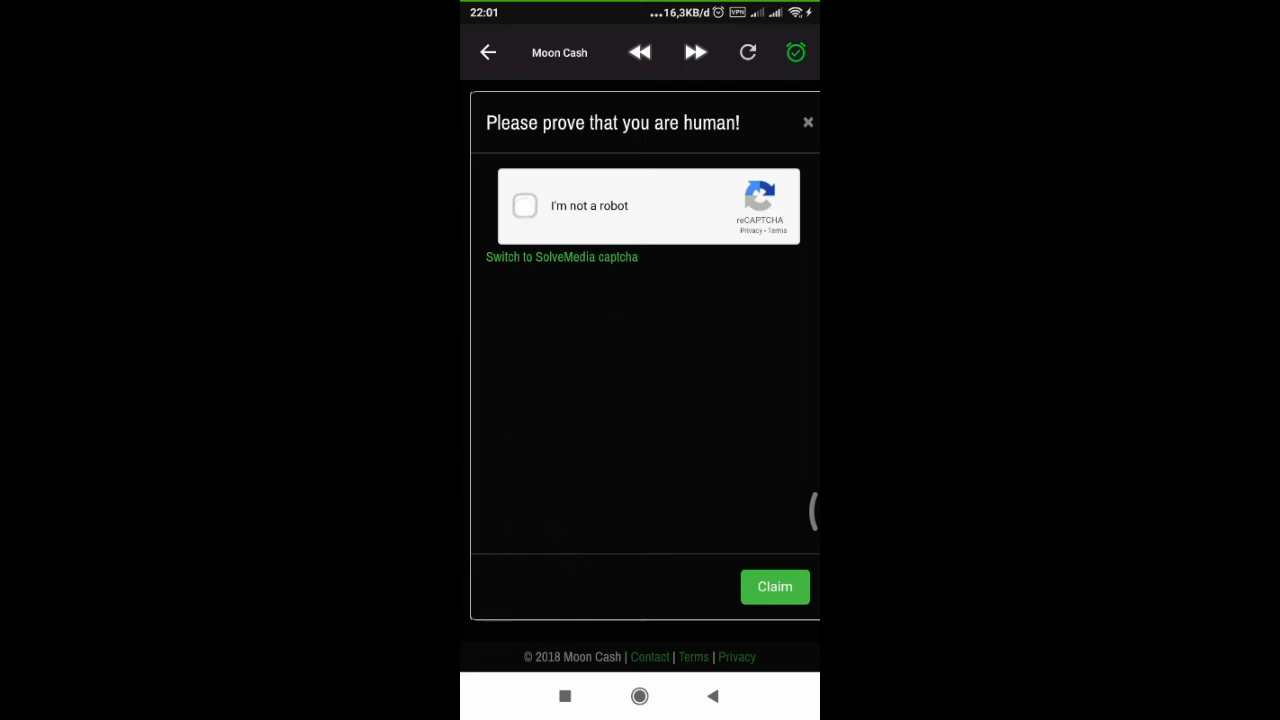 22:01
...16,3KB/d VPN
Moon Cash
Please prove that you are human!
I'm not a robot
reCAPTCHA
Privacy • Terms
Switch to SolveMedia captcha
Claim
© 2018 Moon Cash | Contact | Terms | Privacy